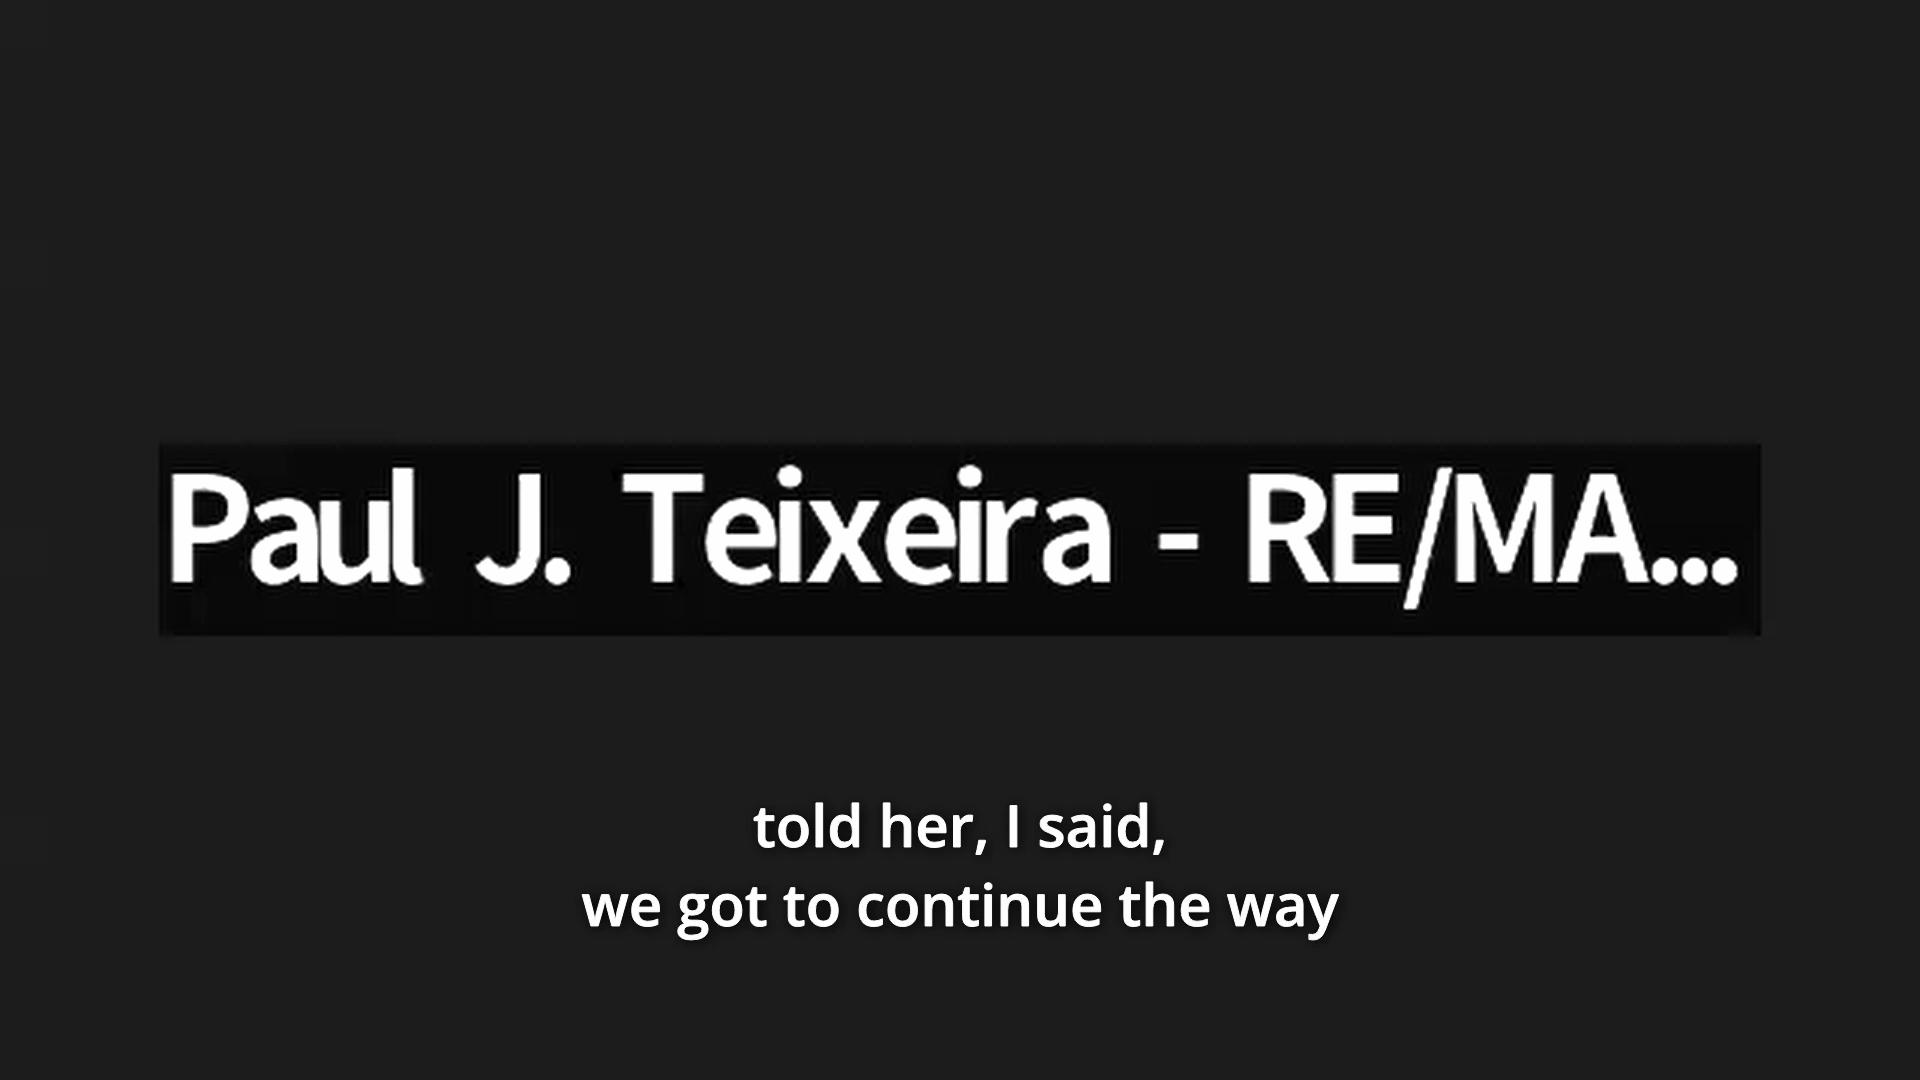 Paul J. Teixeira - RE/MA...
told her, I said,
we got to continue the way